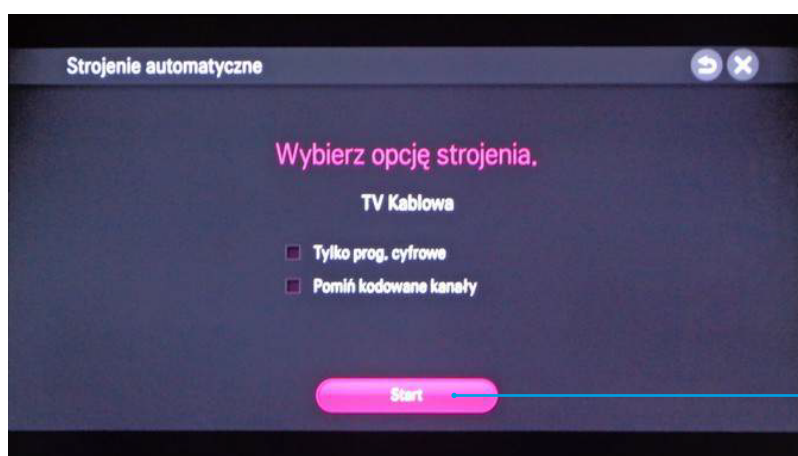 Strojenie automatyczne
Wybierz opcję strojenia.
TV Kablowa
Tylko prog. cyfrowe
Pomiń kodowane kanały
Start